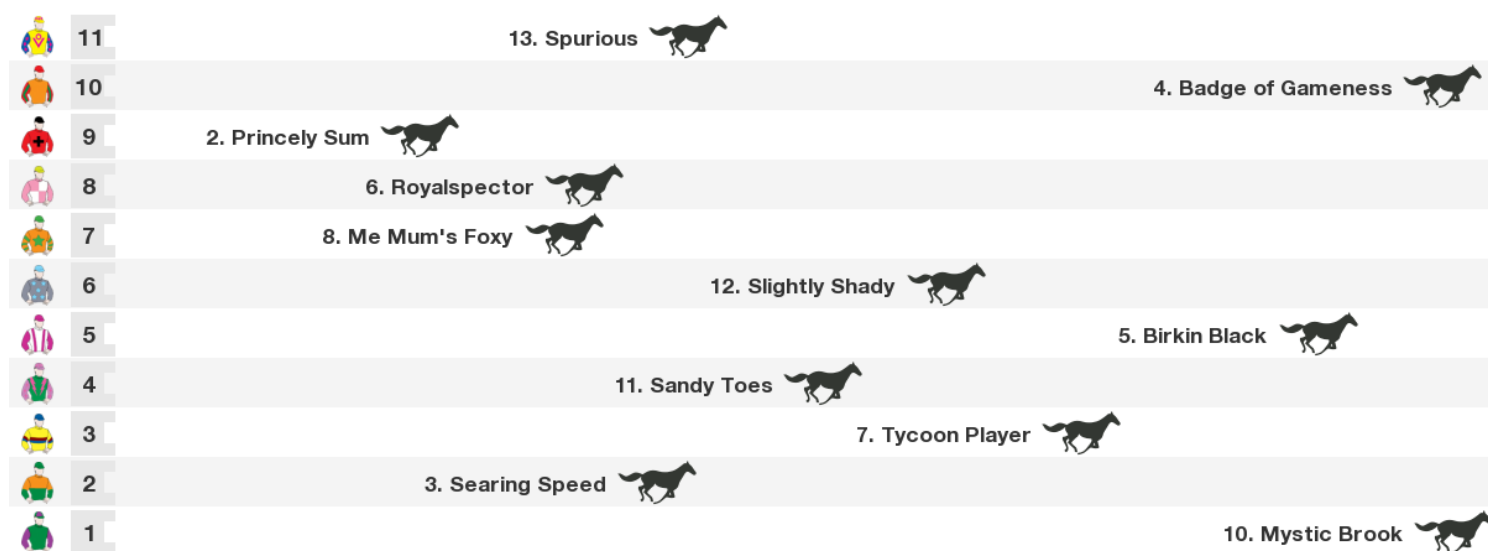 11 13. Spurious
10 4. Badge of Gameness
9 2. Princely Sum
8 6. Royalspector
7 8. Me Mum's Foxy
6 12. Slightly Shady
5 5. Birkin Black
4 11. Sandy Toes
3 7. Tycoon Player
2 3. Searing Speed
1 10. Mystic Brook